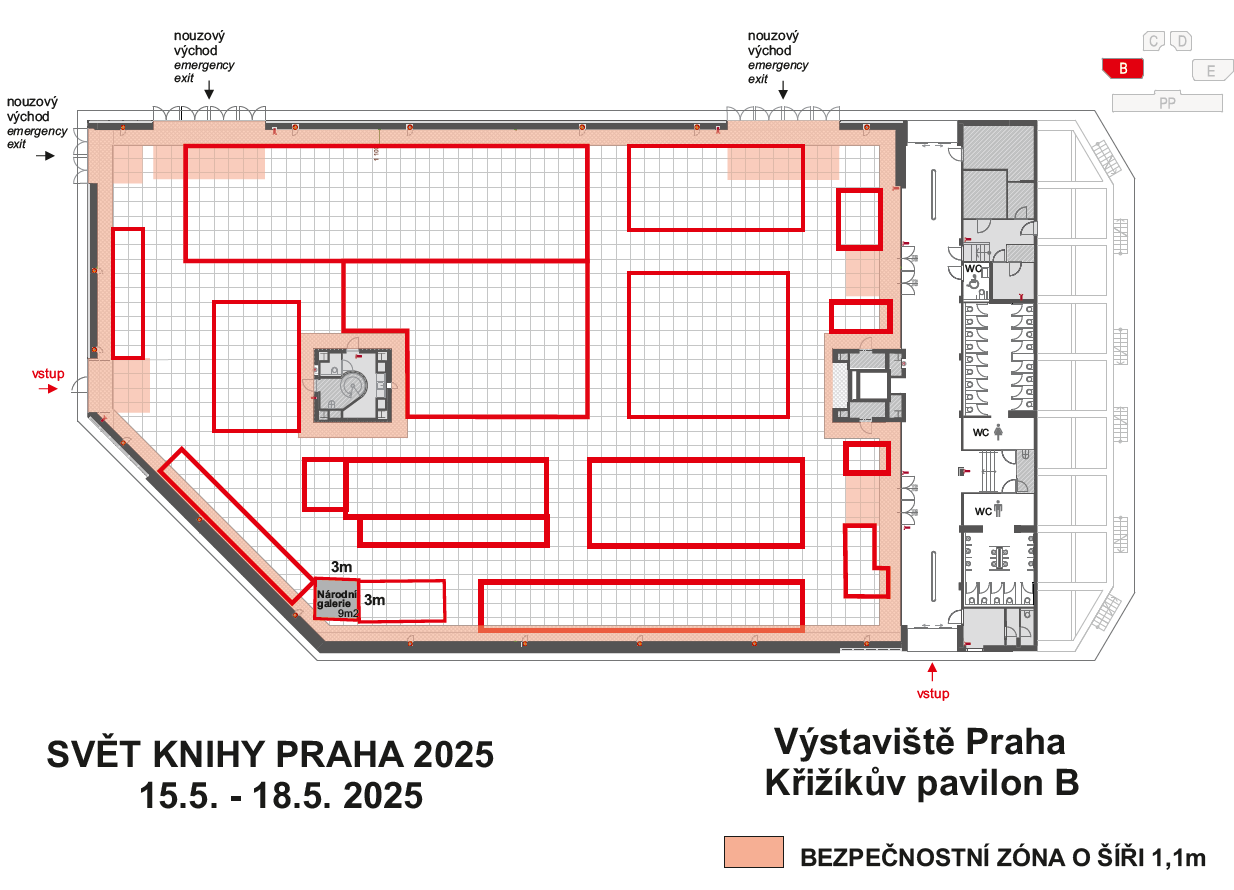 nouzový
východ
emergency
exit
nouzový
východ
emergency
exit
C
D
B
E
PP
nouzový
východ
emergency
exit
WC
vstup
WC
WC
3m
Národní
galerie
9m2
3m
vstup
SVĚT KNIHY PRAHA 2025
15.5. - 18.5. 2025
Výstaviště Praha
Křižíkův pavilon B
BEZPEČNOSTNÍ ZÓNA O ŠÍŘI 1,1m